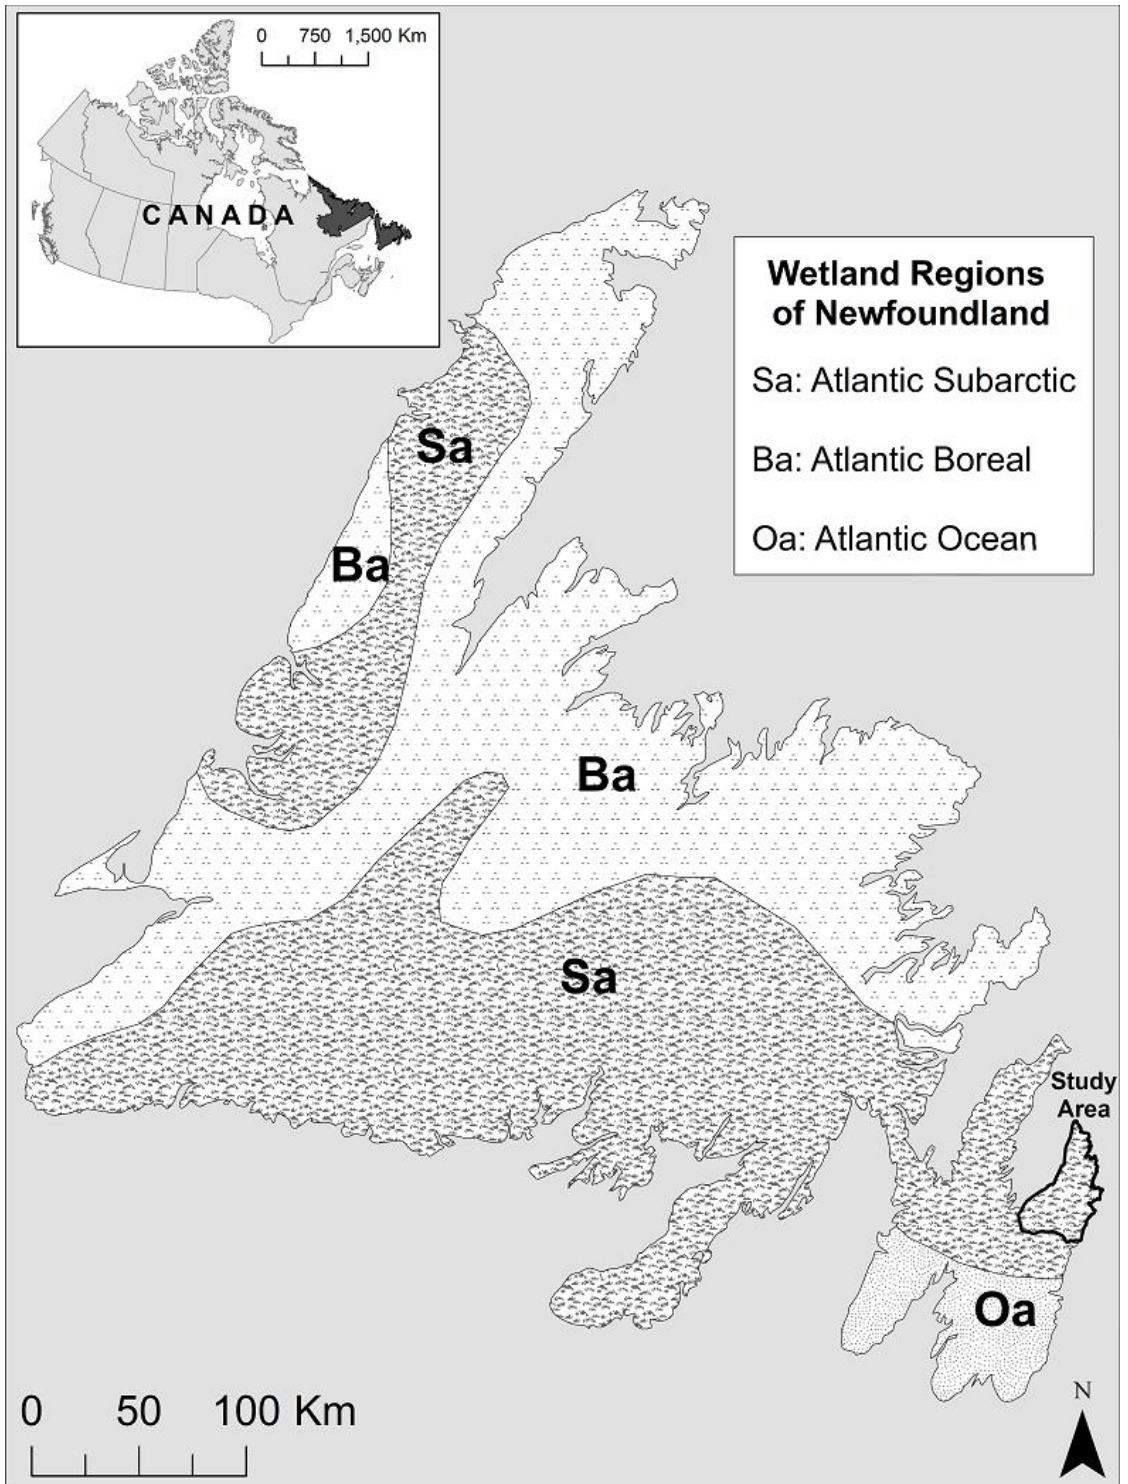 0 750 1,500 Km
CANADA
Wetland Regions
of Newfoundland
Sa: Atlantic Subarctic
Ba: Atlantic Boreal
Oa: Atlantic Ocean
Sa
Ba
Ba
Sa
Study
Area
Oa
0 50 100 Km
N